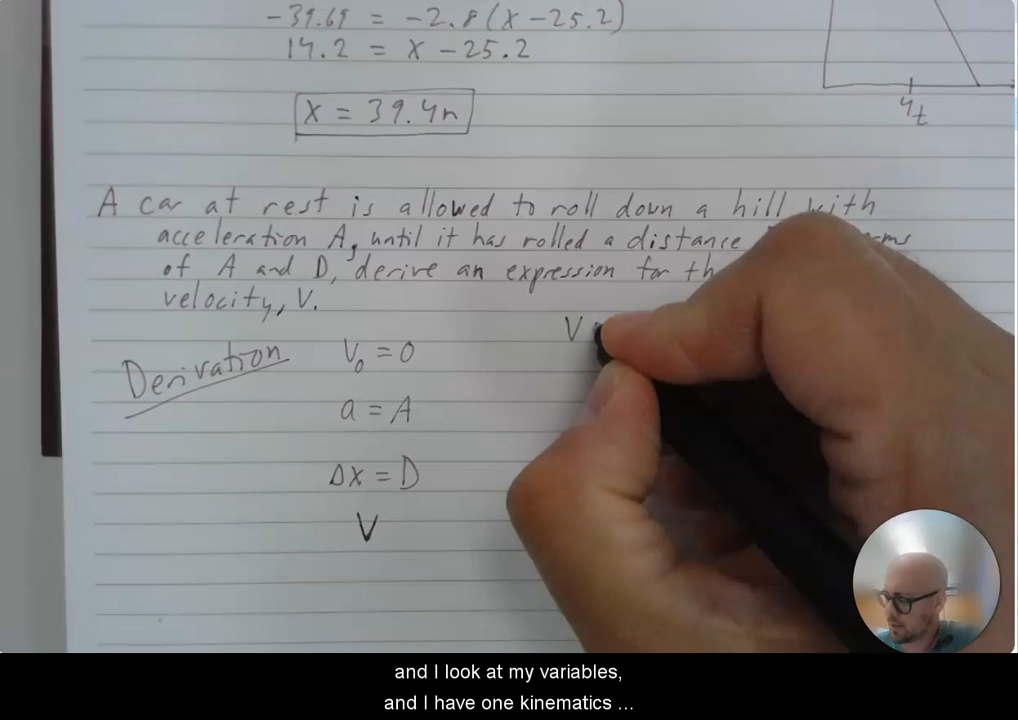 -39.69 = -2.8(x-25.2)
14.2 = x-25.2
x = 39.4m
4 t
A car at rest is allowed to roll down a hill with
acceleration A, until it has rolled a distance
of A and D, derive an expression for
velocity, V.
Derivation
V₀ = 0
V
a = A
Δx = D
V
and I look at my variables,
and I have one kinematics ...